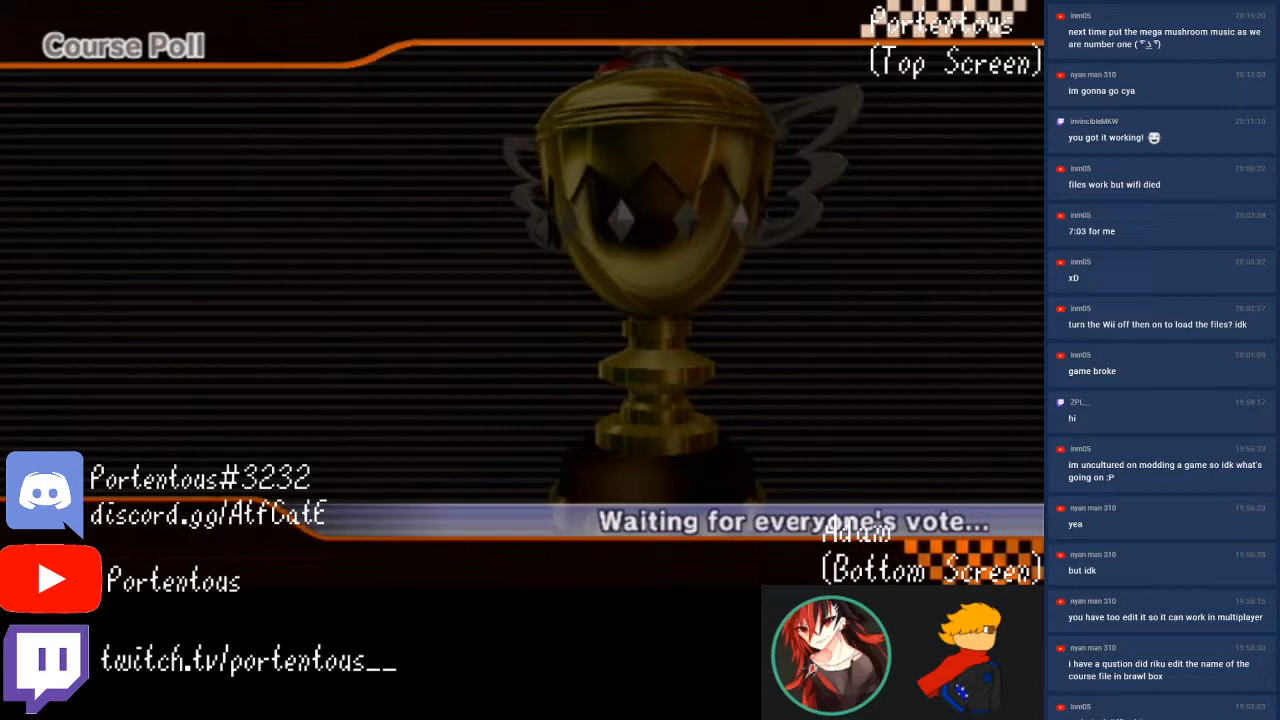 Course Poll
Portentous
(Top Screen)
Portentous#3232
discord.gg/AtfCatE
Waiting for everyone's vote...
Adam
(Bottom Screen)
Portentous
twitch.tv/portentous__
inm05 20:15:20
next time put the mega mushroom music as we
are number one ( ͡° ͜ʖ ͡°)
nyan man 310 20:12:03
im gonna go cya
invincibleMKW 20:11:10
you got it working!
inm05 20:06:22
files work but wifi died
inm05 20:03:58
7:03 for me
inm05 20:03:32
xD
inm05 20:02:27
turn the Wii off then on to load the files? idk
inm05 20:01:09
game broke
ZPL__ 19:59:17
hi
inm05 19:56:33
im uncultured on modding a game so idk what's
going on :P
nyan man 310 19:56:20
yea
nyan man 310 19:55:28
but idk
nyan man 310 19:55:15
you have too edit it so it can work in multiplayer
nyan man 310 19:53:30
i have a qustion did riku edit the name of the
course file in brawl box
inm05 19:53:03